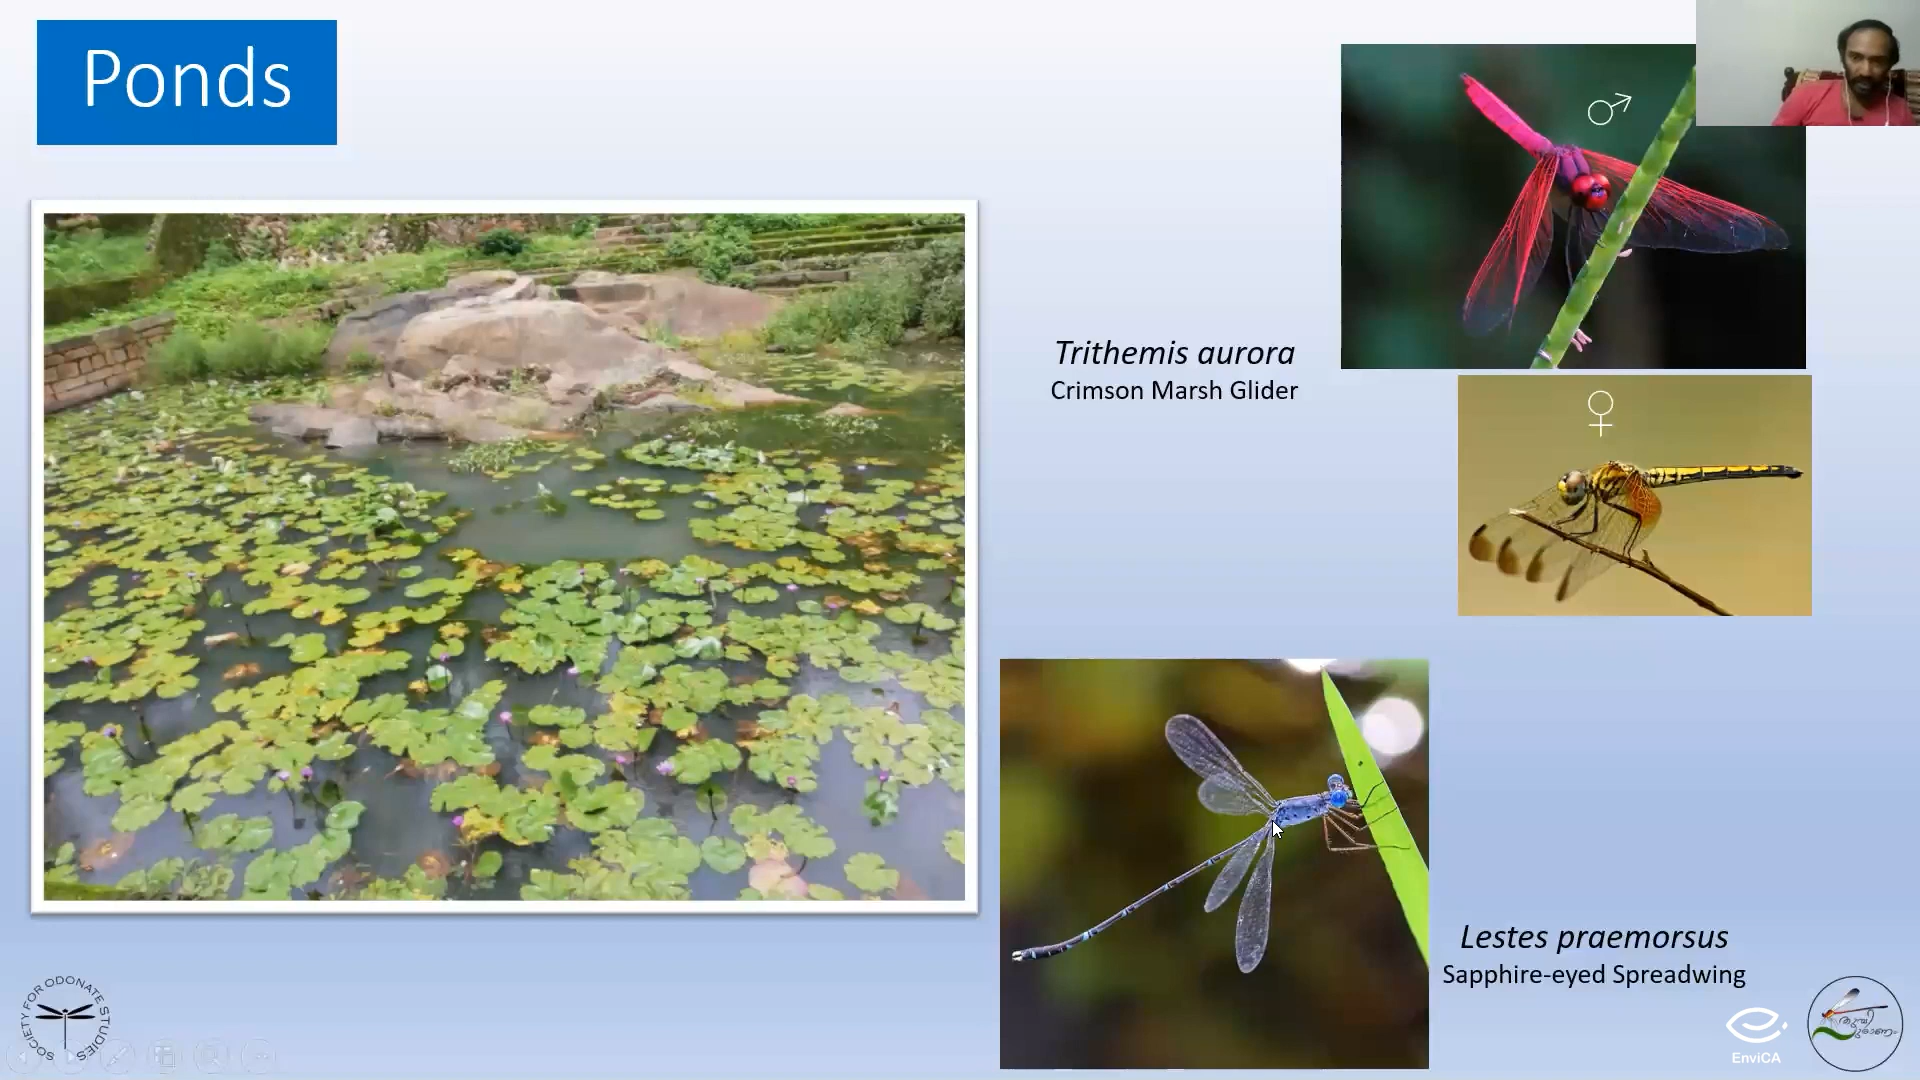 Ponds
♂
Trithemis aurora
Crimson Marsh Glider
♀
Lestes praemorsus
Sapphire-eyed Spreadwing
SOCIETY FOR ODONATE STUDIES
EnviCA